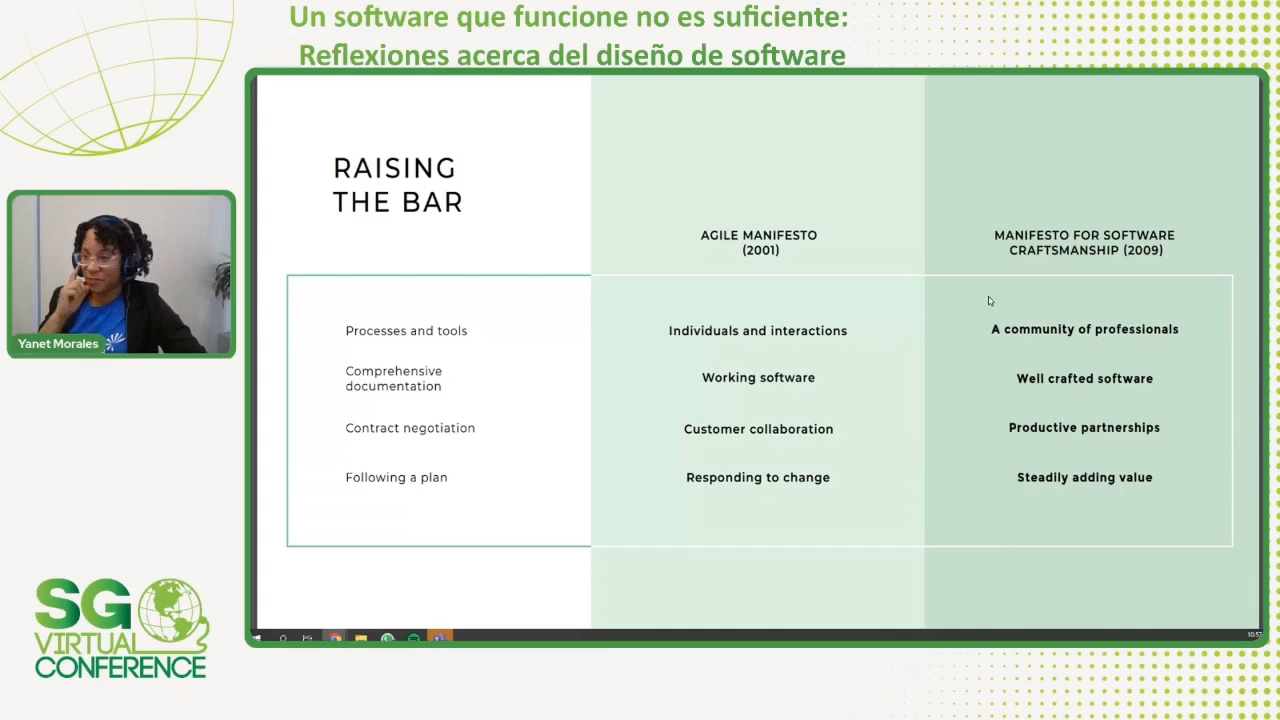 Un software que funcione no es suficiente:
Reflexiones acerca del diseño de software
RAISING
THE BAR
AGILE MANIFESTO
(2001)
MANIFESTO FOR SOFTWARE
CRAFTSMANSHIP (2009)
Processes and tools
Individuals and interactions
A community of professionals
Comprehensive
documentation
Working software
Well crafted software
Contract negotiation
Customer collaboration
Productive partnerships
Following a plan
Responding to change
Steadily adding value
Yanet Morales
SG
VIRTUAL
CONFERENCE
10:57